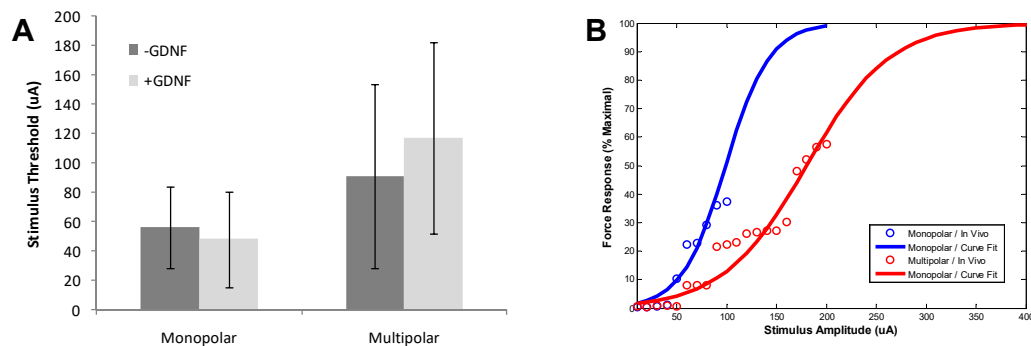 A
Stimulus Threshold (uA)
200
180
160
140
120
100
80
60
40
20
0
-GDNF
+GDNF
Monopolar
Multipolar
B
Force Response (% Maximal)
100
90
80
70
60
50
40
30
20
10
0
50
100
150
200
250
300
350
400
Stimulus Amplitude (uA)
Monopolar / In Vivo
Monopolar / Curve Fit
Multipolar / In Vivo
Monopolar / Curve Fit